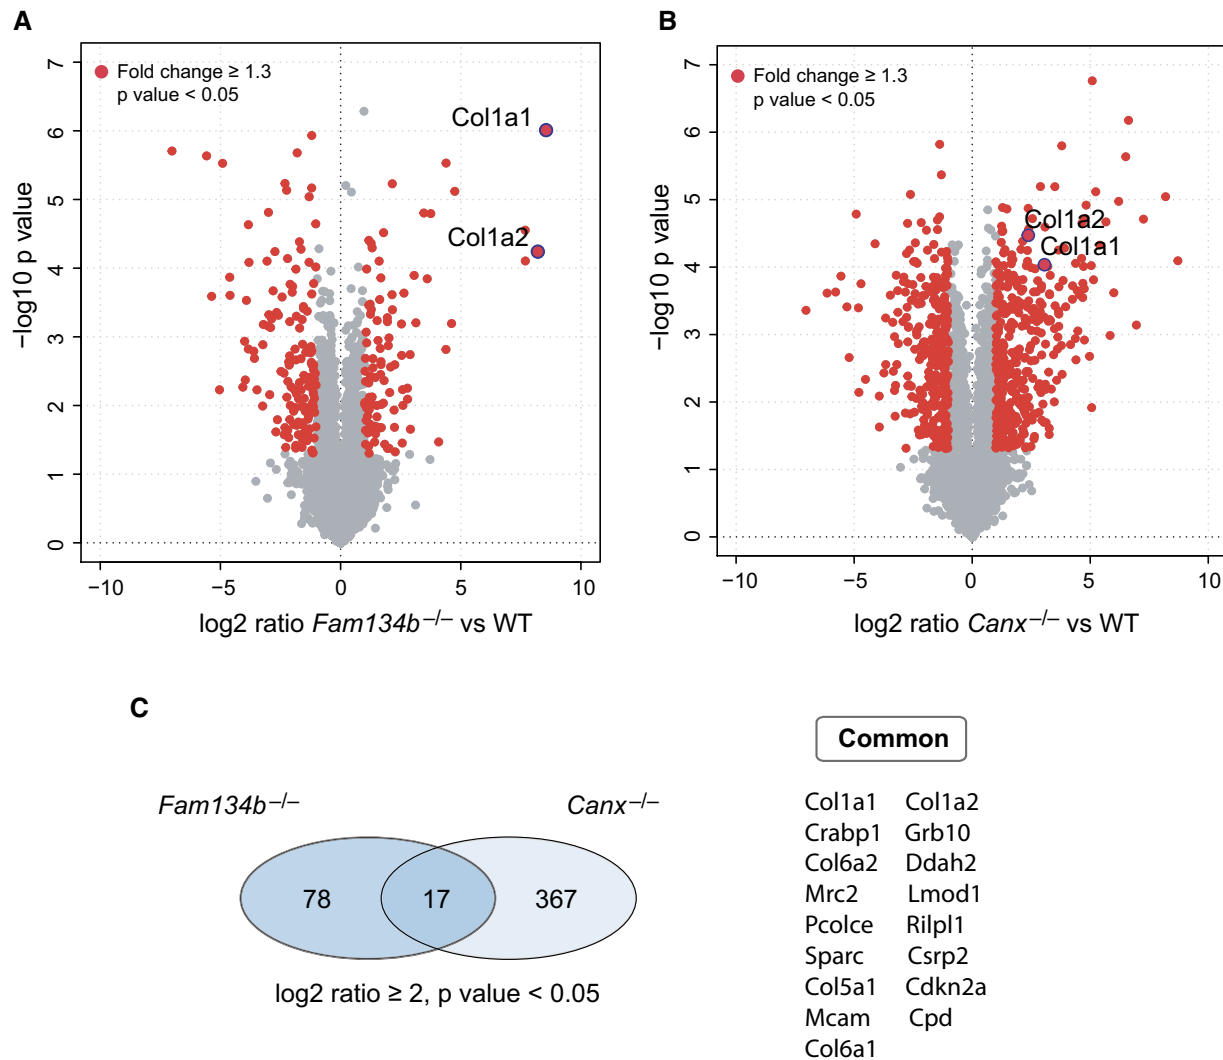 A
Fold change ≥ 1.3
p value < 0.05
Col1a1
Col1a2
7
6
5
4
3
2
1
0
−log10 p value
−10 −5 0 5 10
log2 ratio Fam134b−/− vs WT
B
Fold change ≥ 1.3
p value < 0.05
Col1a2
Col1a1
7
6
5
4
3
2
1
0
−log10 p value
−10 −5 0 5 10
log2 ratio Canx−/− vs WT
C
Fam134b−/− Canx−/−
78 17 367
log2 ratio ≥ 2, p value < 0.05
Common
Col1a1 Col1a2
Crabp1 Grb10
Col6a2 Ddah2
Mrc2 Lmod1
Pcolce Rilpl1
Sparc Csrp2
Col5a1 Cdkn2a
Mcam Cpd
Col6a1